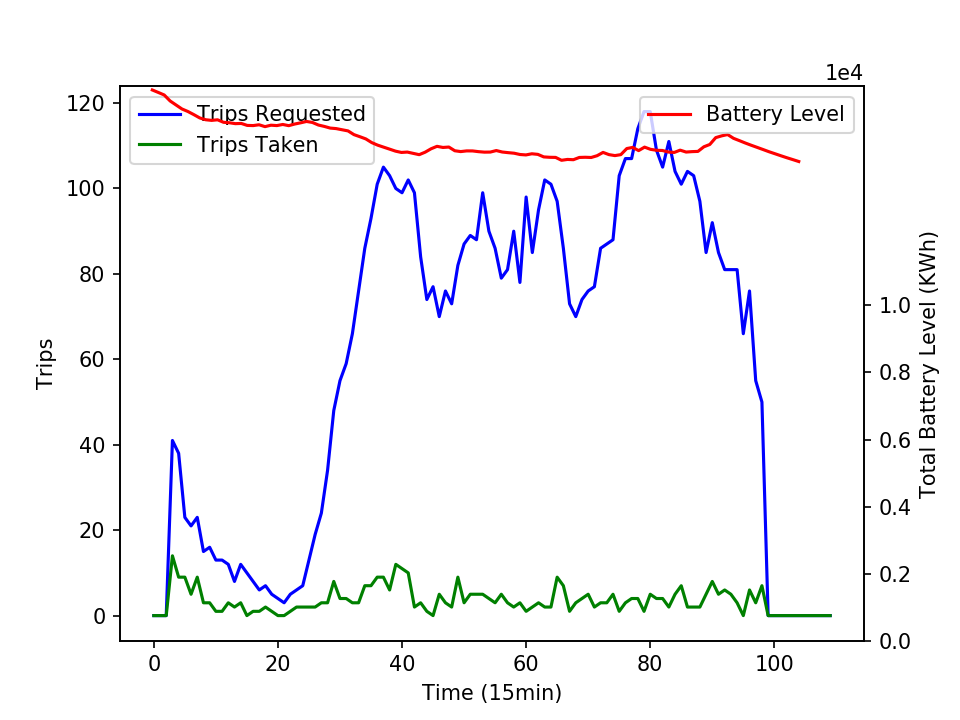 1e4
Trips Requested
Trips Taken
Battery Level
120
100
80
60
40
20
0
Trips
1.0
0.8
0.6
0.4
0.2
0.0
Total Battery Level (KWh)
0 20 40 60 80 100
Time (15min)